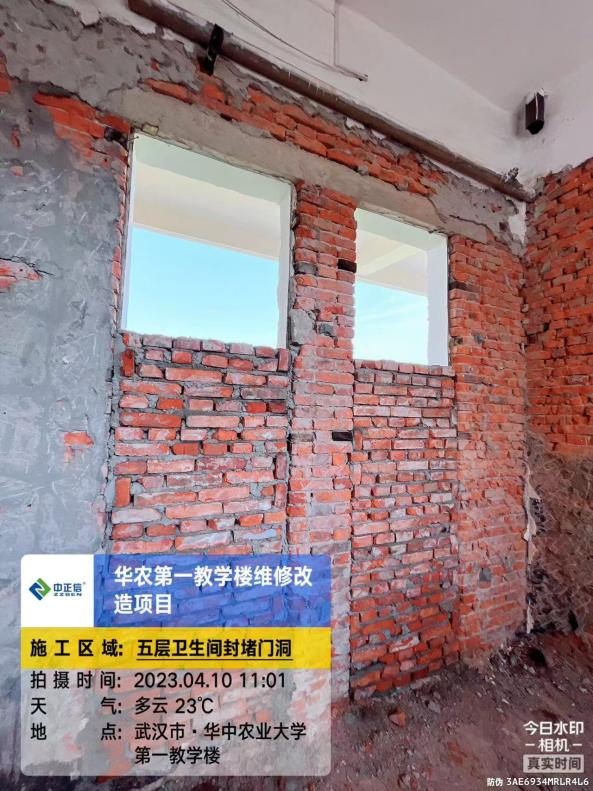 中正信®
ZZSEN
华农第一教学楼维修改
造项目
施工区域: 五层卫生间封堵门洞
拍摄时间: 2023.04.10 11:01
天气: 多云 23℃
地点: 武汉市·华中农业大学
第一教学楼
今日水印
相机
真实时间
防伪 3AE6934MRLR4L6